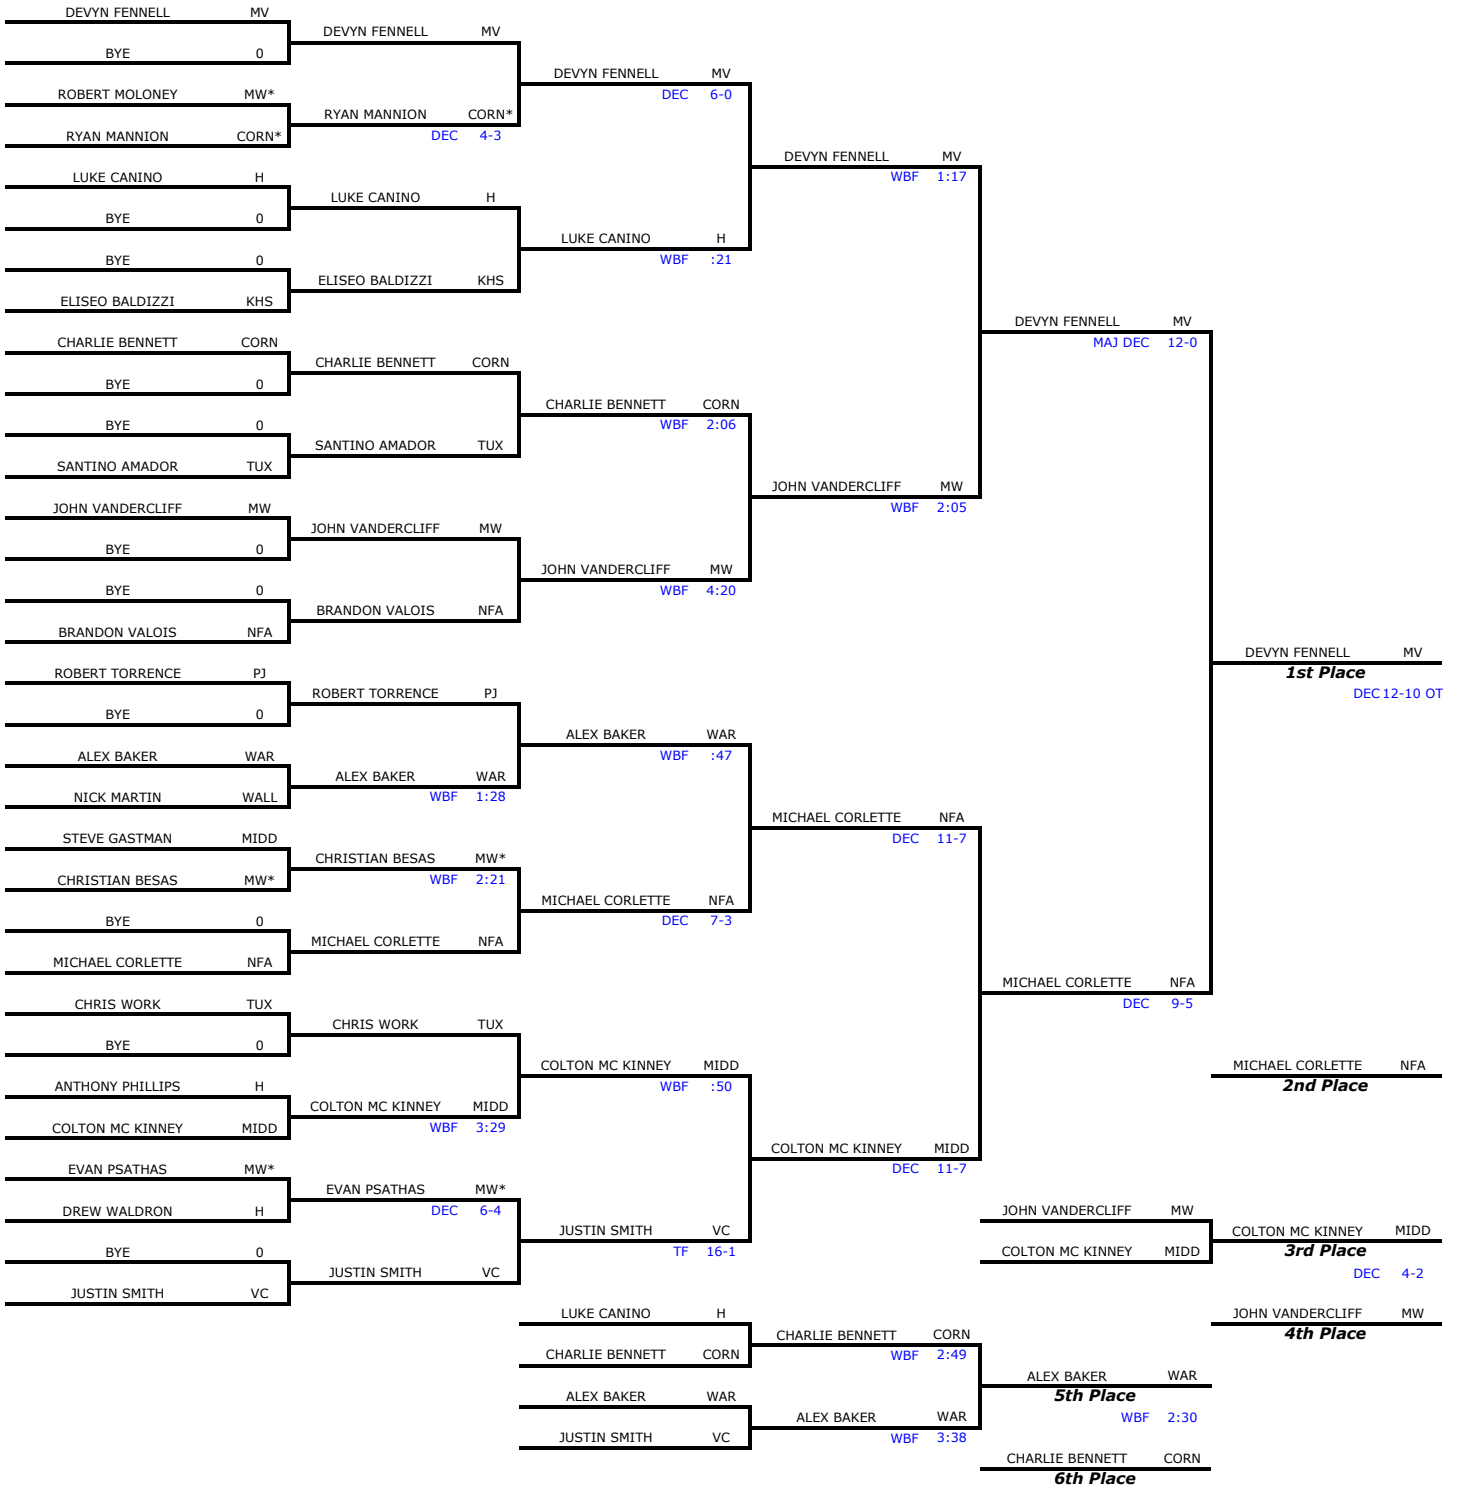 DEVYN FENNELL MV
BYE 0
ROBERT MOLONEY MW*
RYAN MANNION CORN*
LUKE CANINO H
BYE 0
BYE 0
ELISEO BALDIZZI KHS
CHARLIE BENNETT CORN
BYE 0
BYE 0
SANTINO AMADOR TUX
JOHN VANDERCLIFF MW
BYE 0
BYE 0
BRANDON VALOIS NFA
ROBERT TORRENCE PJ
BYE 0
ALEX BAKER WAR
NICK MARTIN WALL
STEVE GASTMAN MIDD
CHRISTIAN BESAS MW*
BYE 0
MICHAEL CORLETTE NFA
CHRIS WORK TUX
BYE 0
ANTHONY PHILLIPS H
COLTON MC KINNEY MIDD
EVAN PSATHAS MW*
DREW WALDRON H
BYE 0
JUSTIN SMITH VC
DEVYN FENNELL MV
RYAN MANNION CORN*
DEC 4-3
LUKE CANINO H
ELISEO BALDIZZI KHS
CHARLIE BENNETT CORN
SANTINO AMADOR TUX
JOHN VANDERCLIFF MW
BRANDON VALOIS NFA
ROBERT TORRENCE PJ
ALEX BAKER WAR
WBF 1:28
CHRISTIAN BESAS MW*
WBF 2:21
MICHAEL CORLETTE NFA
CHRIS WORK TUX
COLTON MC KINNEY MIDD
WBF 3:29
EVAN PSATHAS MW*
DEC 6-4
JUSTIN SMITH VC
DEVYN FENNELL MV
DEC 6-0
LUKE CANINO H
WBF :21
CHARLIE BENNETT CORN
WBF 2:06
JOHN VANDERCLIFF MW
WBF 4:20
ALEX BAKER WAR
WBF :47
MICHAEL CORLETTE NFA
DEC 7-3
COLTON MC KINNEY MIDD
WBF :50
JUSTIN SMITH VC
TF 16-1
DEVYN FENNELL MV
WBF 1:17
JOHN VANDERCLIFF MW
WBF 2:05
MICHAEL CORLETTE NFA
DEC 11-7
COLTON MC KINNEY MIDD
DEC 11-7
DEVYN FENNELL MV
MAJ DEC 12-0
MICHAEL CORLETTE NFA
DEC 9-5
DEVYN FENNELL MV
1st Place
DEC 12-10 OT
MICHAEL CORLETTE NFA
2nd Place
JOHN VANDERCLIFF MW
COLTON MC KINNEY MIDD
COLTON MC KINNEY MIDD
3rd Place
DEC 4-2
JOHN VANDERCLIFF MW
4th Place
LUKE CANINO H
CHARLIE BENNETT CORN
ALEX BAKER WAR
JUSTIN SMITH VC
CHARLIE BENNETT CORN
WBF 2:49
ALEX BAKER WAR
WBF 3:38
ALEX BAKER WAR
5th Place
WBF 2:30
CHARLIE BENNETT CORN
6th Place